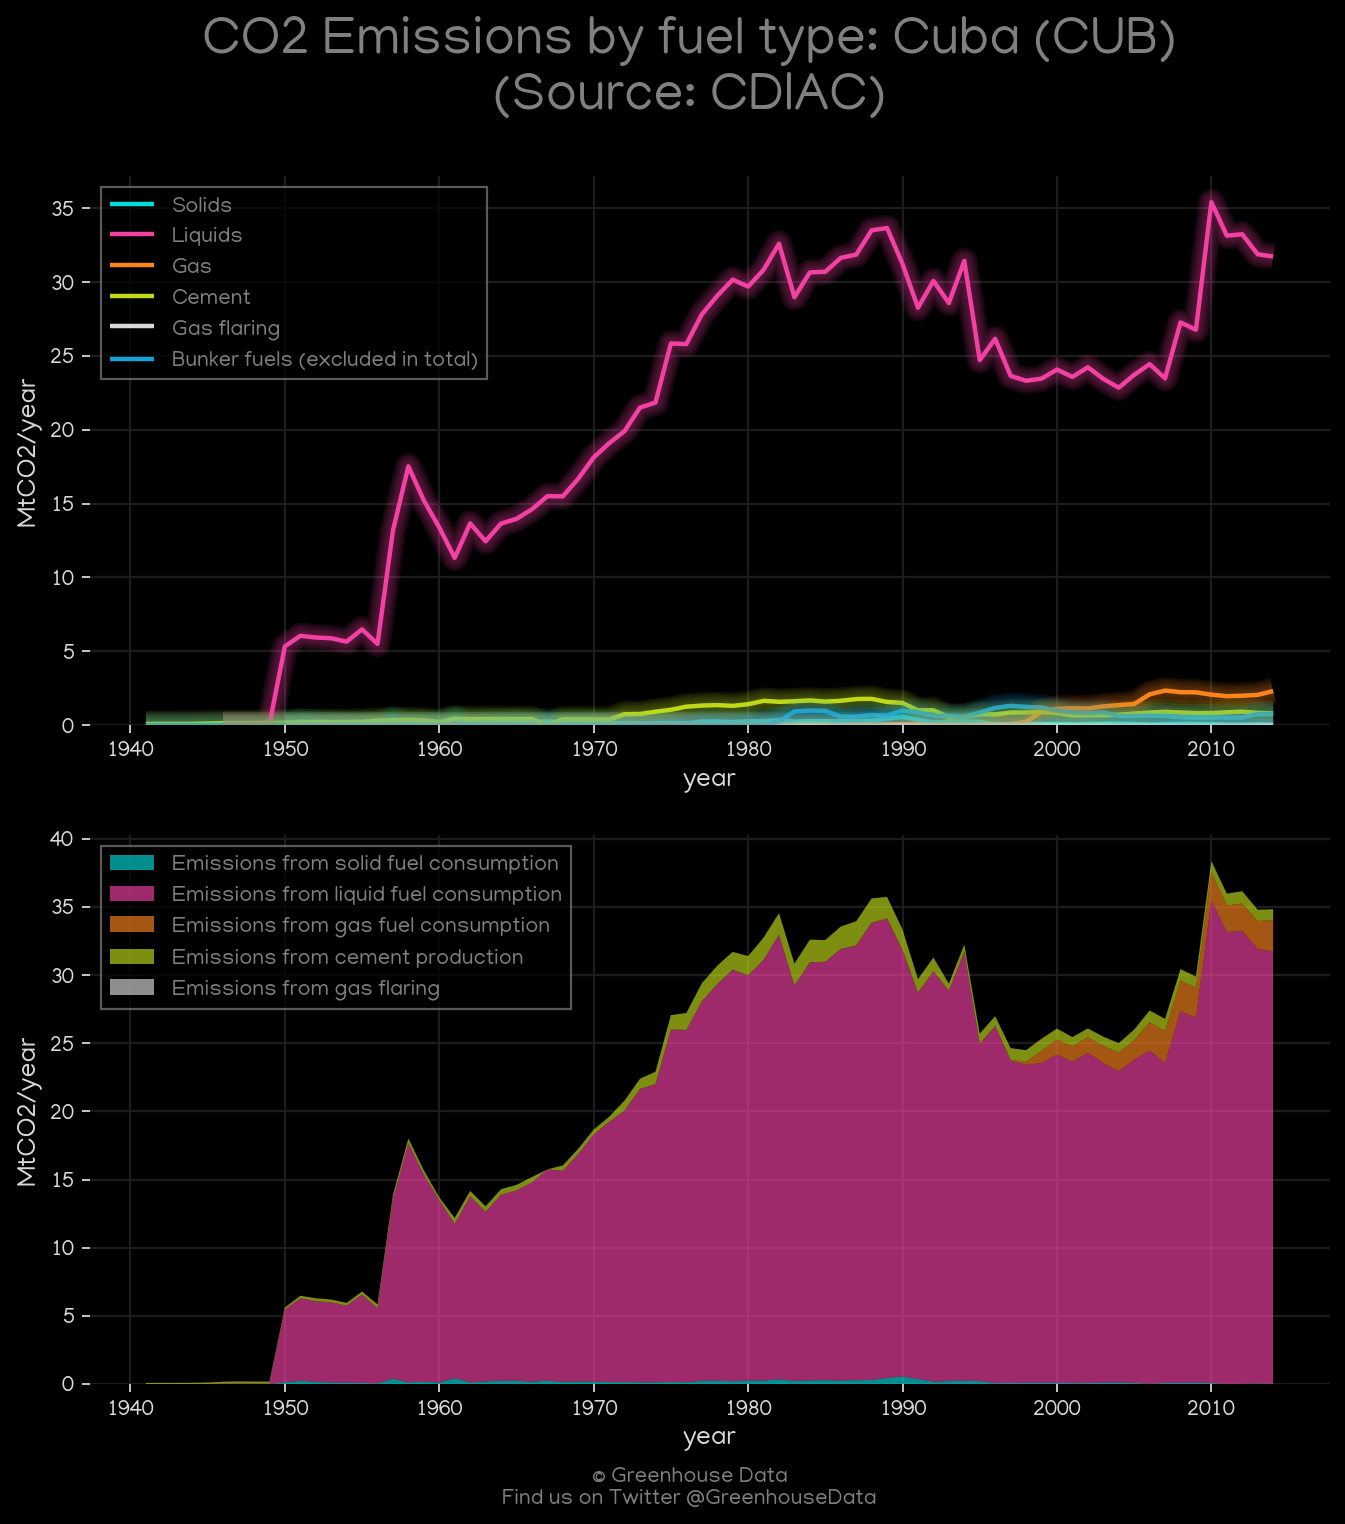 CO2 Emissions by fuel type: Cuba (CUB)
(Source: CDIAC)
Solids
Liquids
Gas
Cement
Gas flaring
Bunker fuels (excluded in total)
MtCO2/year
35
30
25
20
15
10
5
0
1940 1950 1960 1970 1980 1990 2000 2010
year
Emissions from solid fuel consumption
Emissions from liquid fuel consumption
Emissions from gas fuel consumption
Emissions from cement production
Emissions from gas flaring
MtCO2/year
40
35
30
25
20
15
10
5
0
1940 1950 1960 1970 1980 1990 2000 2010
year
© Greenhouse Data
Find us on Twitter @GreenhouseData